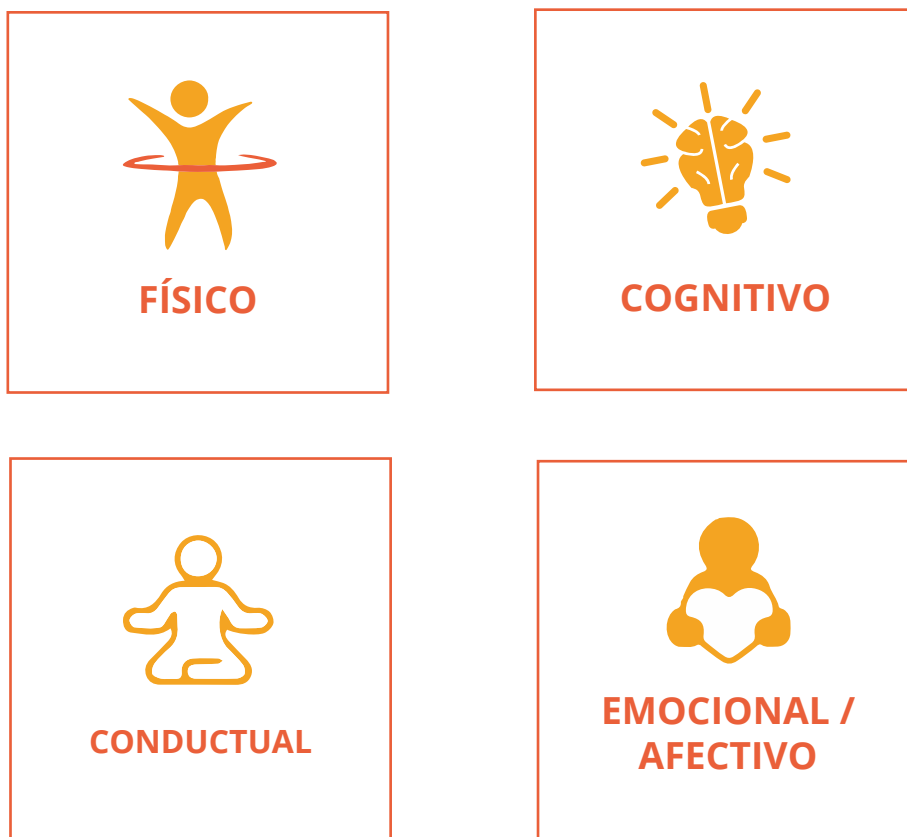 FÍSICO
COGNITIVO
CONDUCTUAL
EMOCIONAL /
AFECTIVO